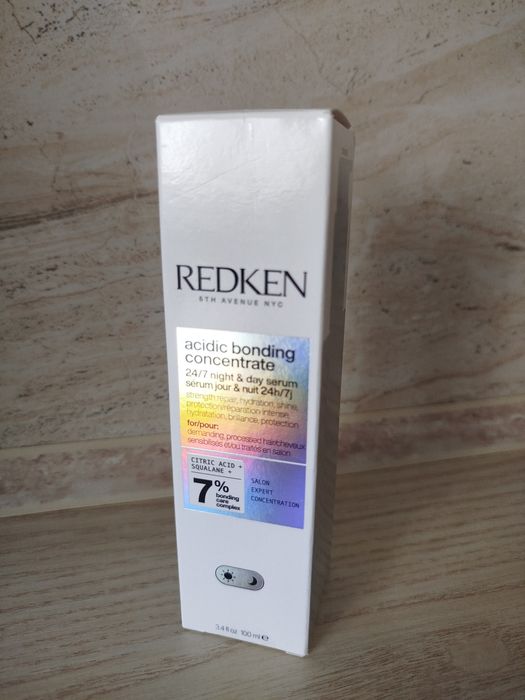 REDKEN
5TH AVENUE NYC
acidic bonding
concentrate
24/7 night & day serum
sérum jour & nuit 24h/7j
strength repair, hydration, shine,
protection/réparation intense,
hydratation, brillance, protection
for/pour:
demanding, processed hair/cheveux
sensiblisés et/ou traités en salon
CITRIC ACID +
SQUALANE +
7%
bonding
care
complex
SALON
EXPERT
CONCENTRATION
3.4 fl oz 100 ml e